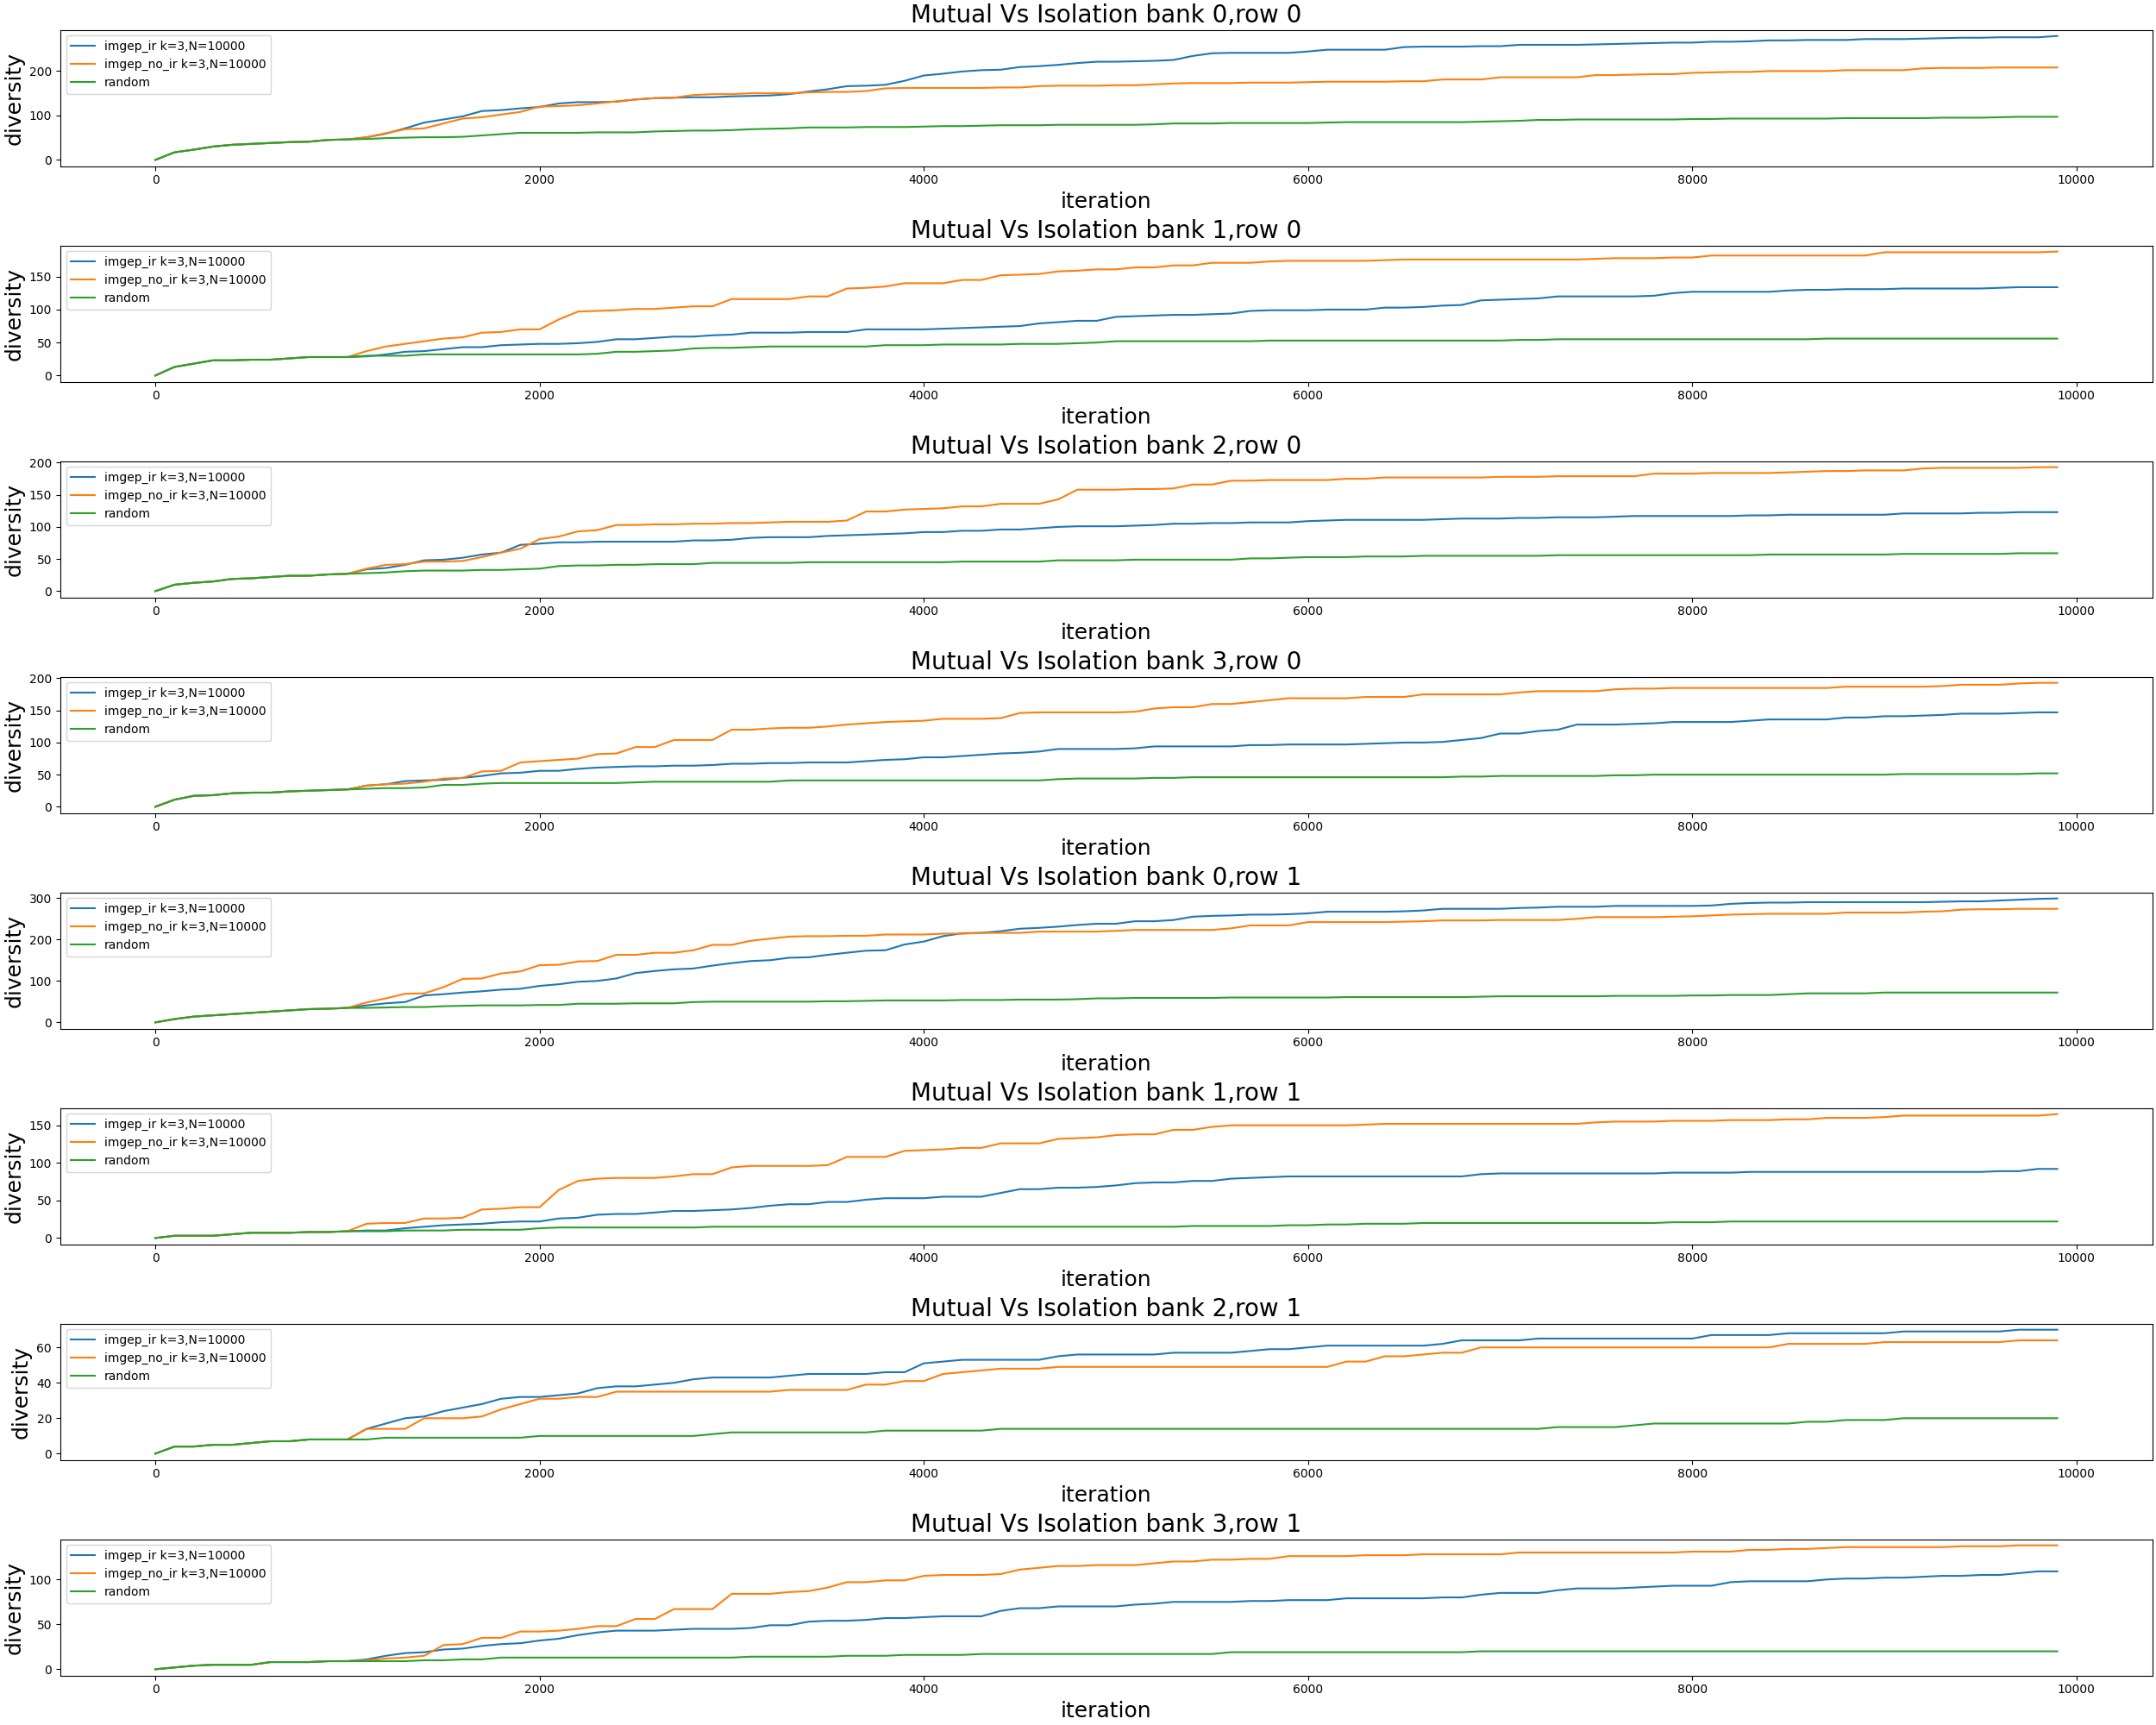 Mutual Vs Isolation bank 0,row 0
imgep_ir k=3,N=10000
imgep_no_ir k=3,N=10000
random
diversity
200
100
0
0 2000 4000 6000 8000 10000
iteration
Mutual Vs Isolation bank 1,row 0
imgep_ir k=3,N=10000
imgep_no_ir k=3,N=10000
random
diversity
150
100
50
0
0 2000 4000 6000 8000 10000
iteration
Mutual Vs Isolation bank 2,row 0
imgep_ir k=3,N=10000
imgep_no_ir k=3,N=10000
random
diversity
200
150
100
50
0
0 2000 4000 6000 8000 10000
iteration
Mutual Vs Isolation bank 3,row 0
imgep_ir k=3,N=10000
imgep_no_ir k=3,N=10000
random
diversity
200
150
100
50
0
0 2000 4000 6000 8000 10000
iteration
Mutual Vs Isolation bank 0,row 1
imgep_ir k=3,N=10000
imgep_no_ir k=3,N=10000
random
diversity
300
200
100
0
0 2000 4000 6000 8000 10000
iteration
Mutual Vs Isolation bank 1,row 1
imgep_ir k=3,N=10000
imgep_no_ir k=3,N=10000
random
diversity
150
100
50
0
0 2000 4000 6000 8000 10000
iteration
Mutual Vs Isolation bank 2,row 1
imgep_ir k=3,N=10000
imgep_no_ir k=3,N=10000
random
diversity
60
40
20
0
0 2000 4000 6000 8000 10000
iteration
Mutual Vs Isolation bank 3,row 1
imgep_ir k=3,N=10000
imgep_no_ir k=3,N=10000
random
diversity
100
50
0
0 2000 4000 6000 8000 10000
iteration